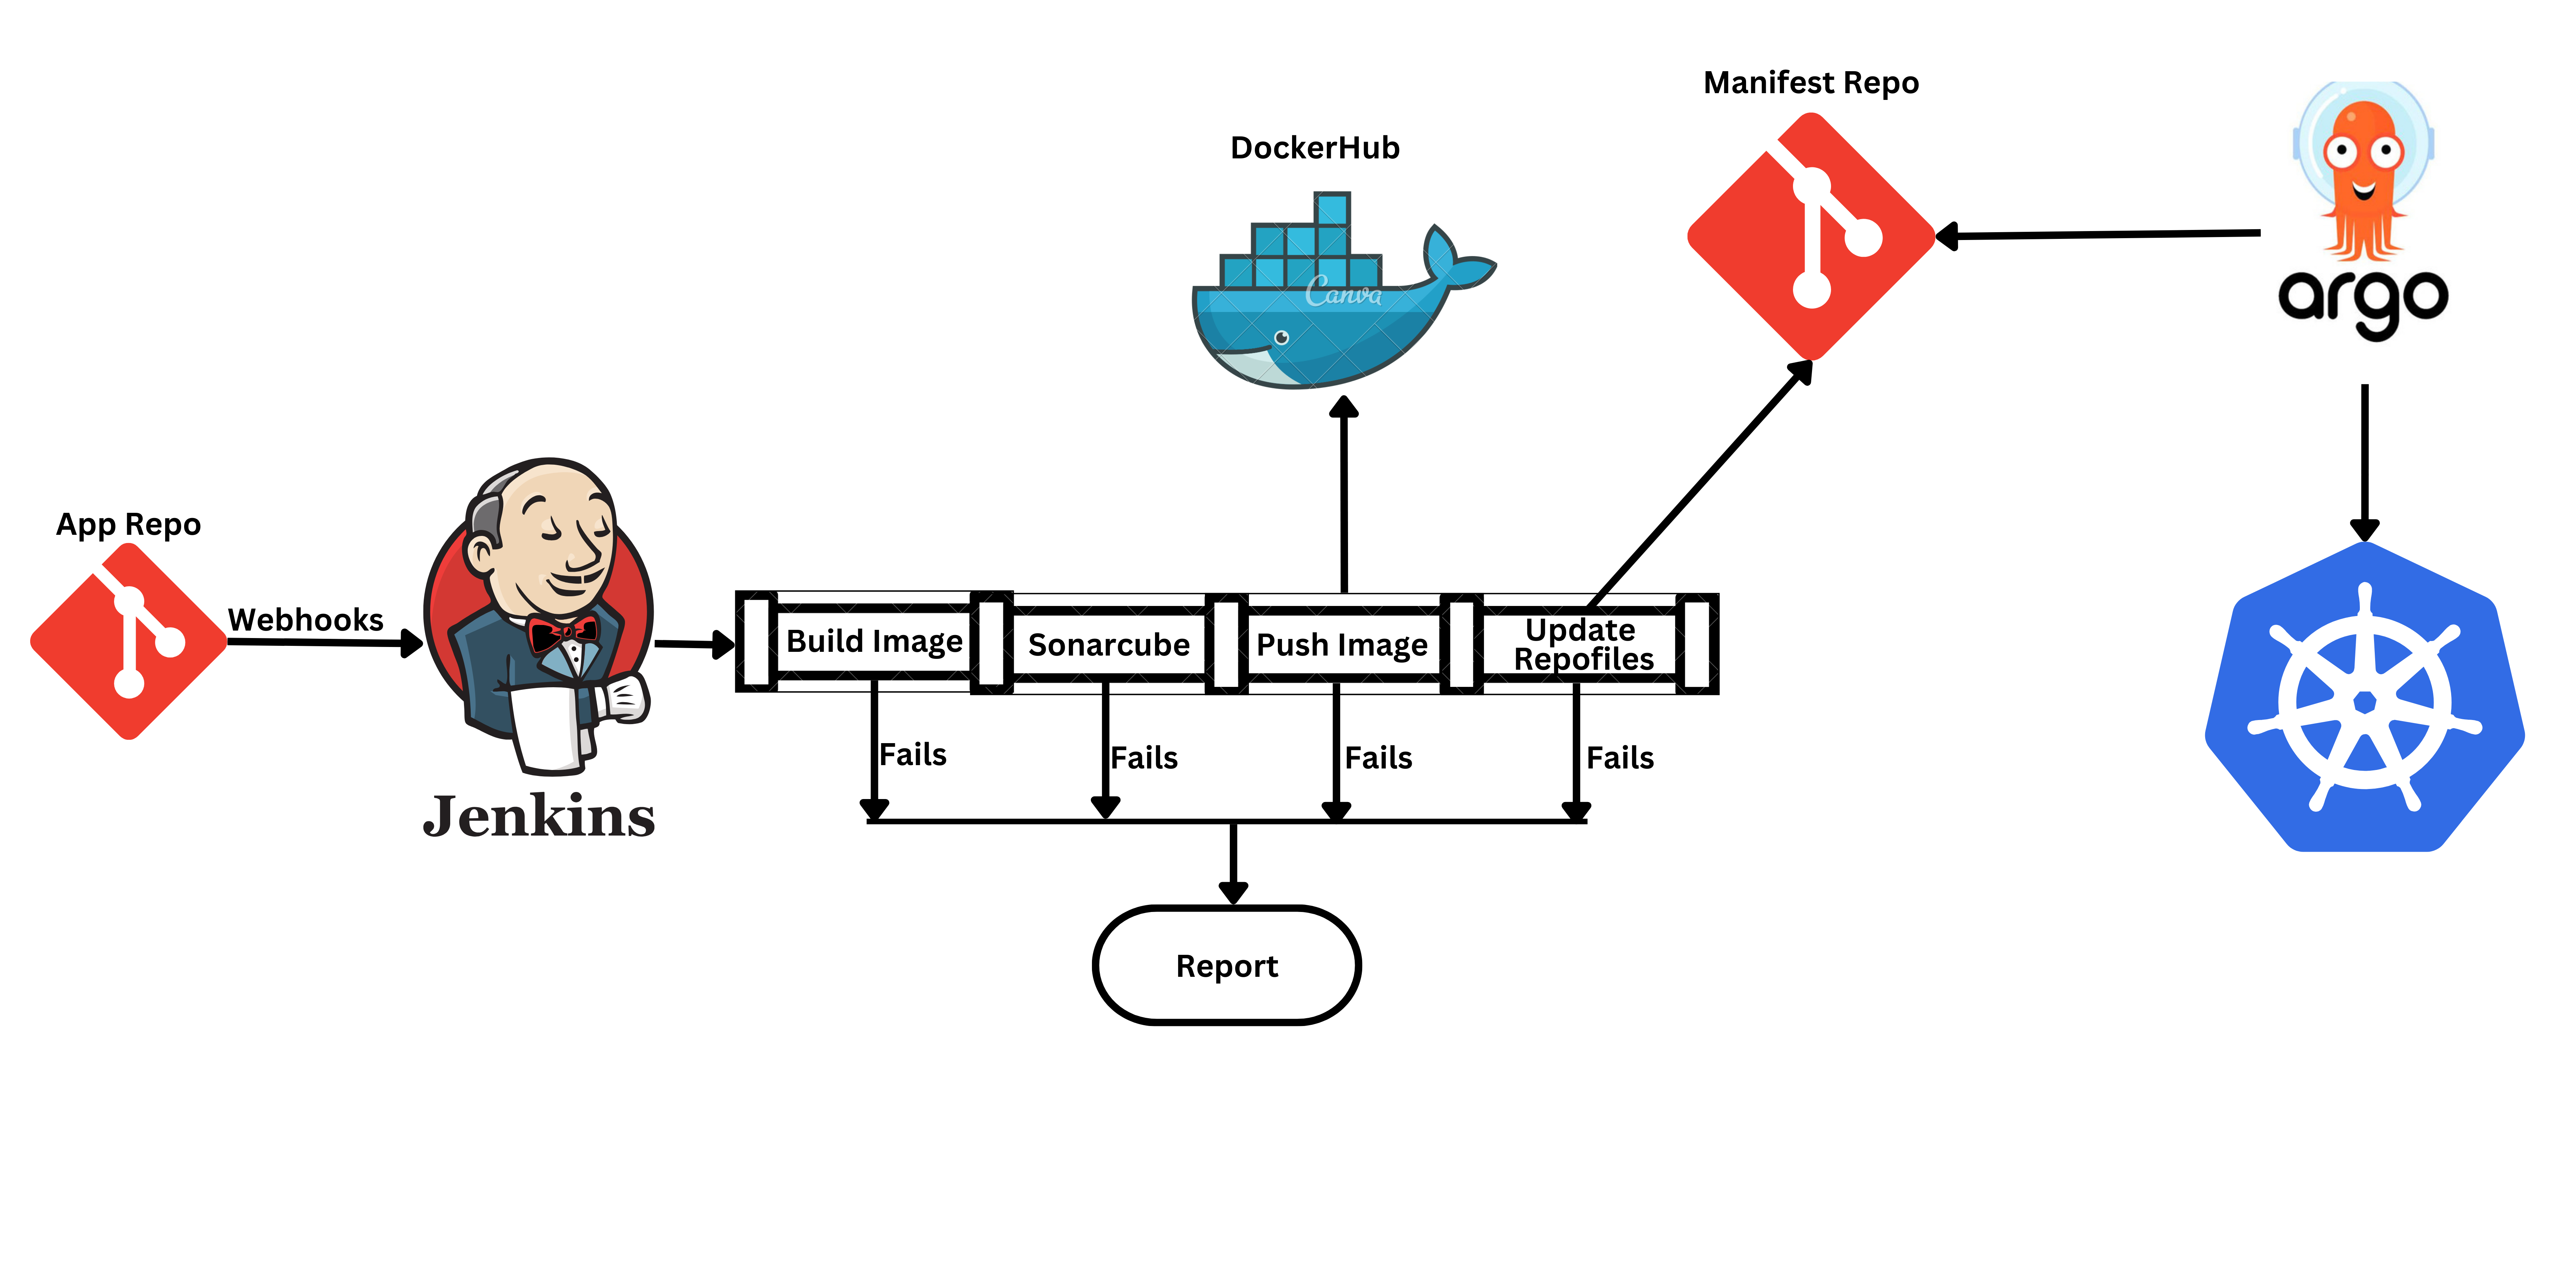 Manifest Repo
DockerHub
Canva
argo
App Repo
Webhooks
Jenkins
Build Image
Sonarcube
Push Image
Update
Repofiles
Fails
Fails
Fails
Fails
Report